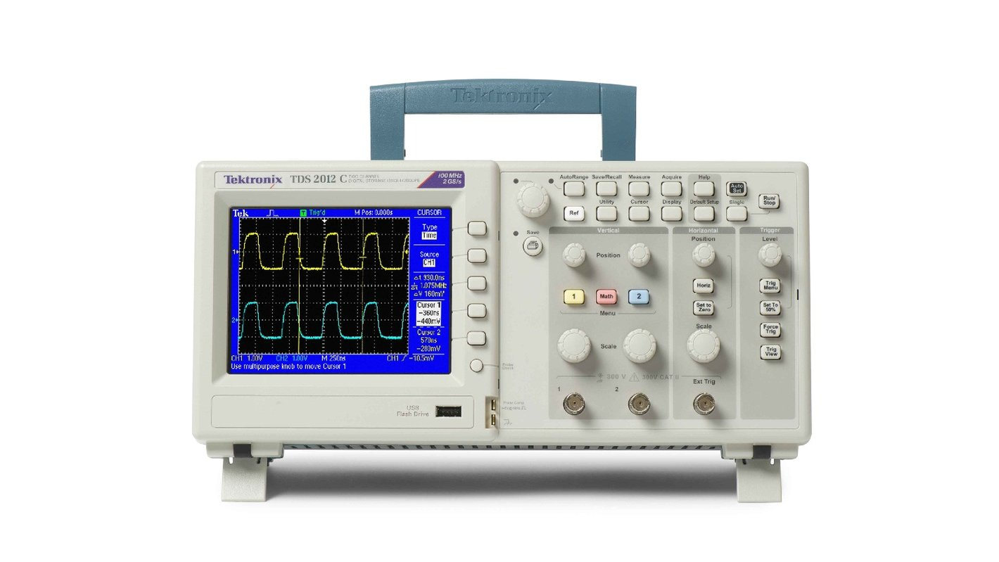 Tektronix
Tektronix TDS 2012 C TWO CHANNEL
DIGITAL STORAGE OSCILLOSCOPE
100 MHz
2 GS/s
Tek T Trig'd M Pos: 0.000s CURSOR
Type
Time
Source
CH1
Δt 930.0ns
1.075MHz
ΔV 160mV
Cursor 1
-360ns
-440mV
Cursor 2
570ns
-280mV
1
2
CH1 1.00V CH2 1.00V M 250ns CH1 -10.5mV
Use multipurpose knob to move Cursor 1
Probe
Check
USB
Flash Drive
Probe Comp
AutoRange Save/Recall Measure Acquire Help
Auto
Set
Run/
Stop
Utility Cursor Display Default Setup Single
Ref
Save
Vertical Horizontal Trigger
Position Level
Position
Horiz
Trig
Menu
1 Math 2
Menu
Set to
Zero
Set To
50%
Scale
Scale
Force
Trig
Trig
View
300 V 300V CAT II
1 2 Ext Trig